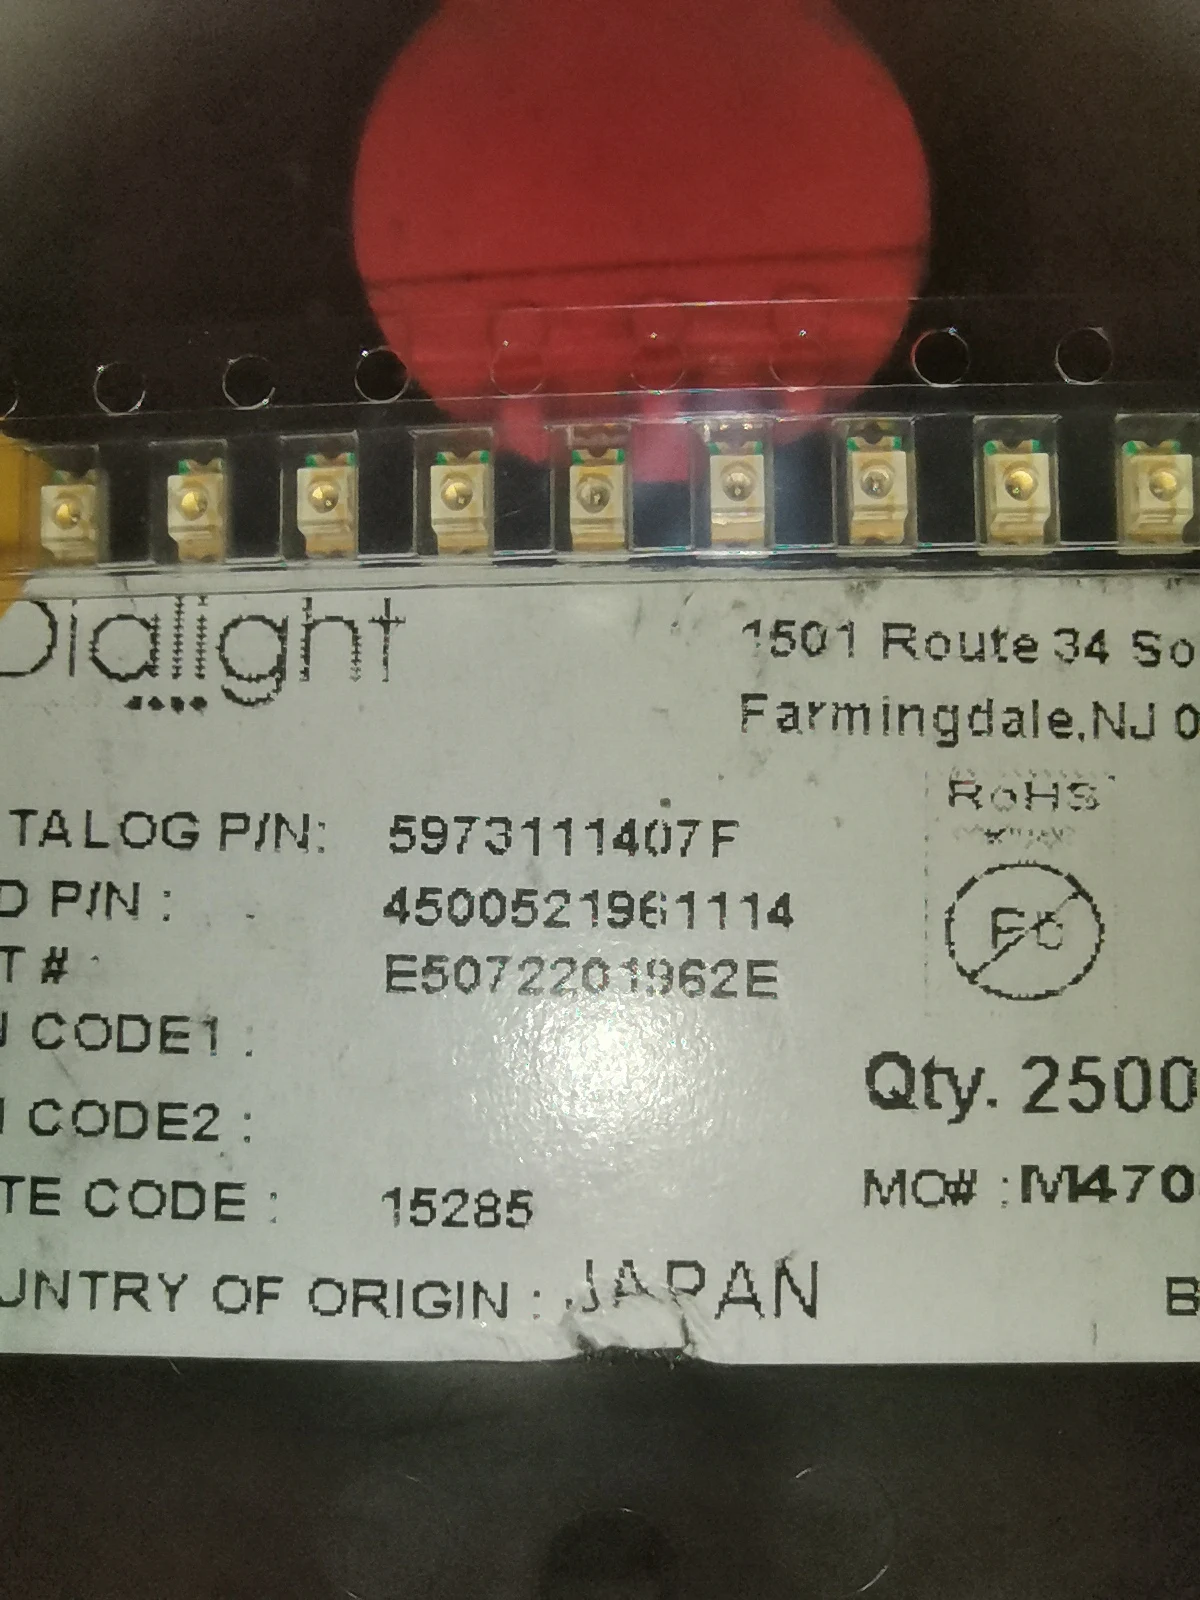 Dialight
1501 Route 34 So
Farmingdale,NJ 0
RoHS
TALOG P/N: 5973111407F
D P/N : 4500521961114
Pb
T # E5072201962E
N CODE1 :
Qty. 2500
N CODE2 :
TE CODE : 15285
MO# : M470
UNTRY OF ORIGIN : JAPAN
B